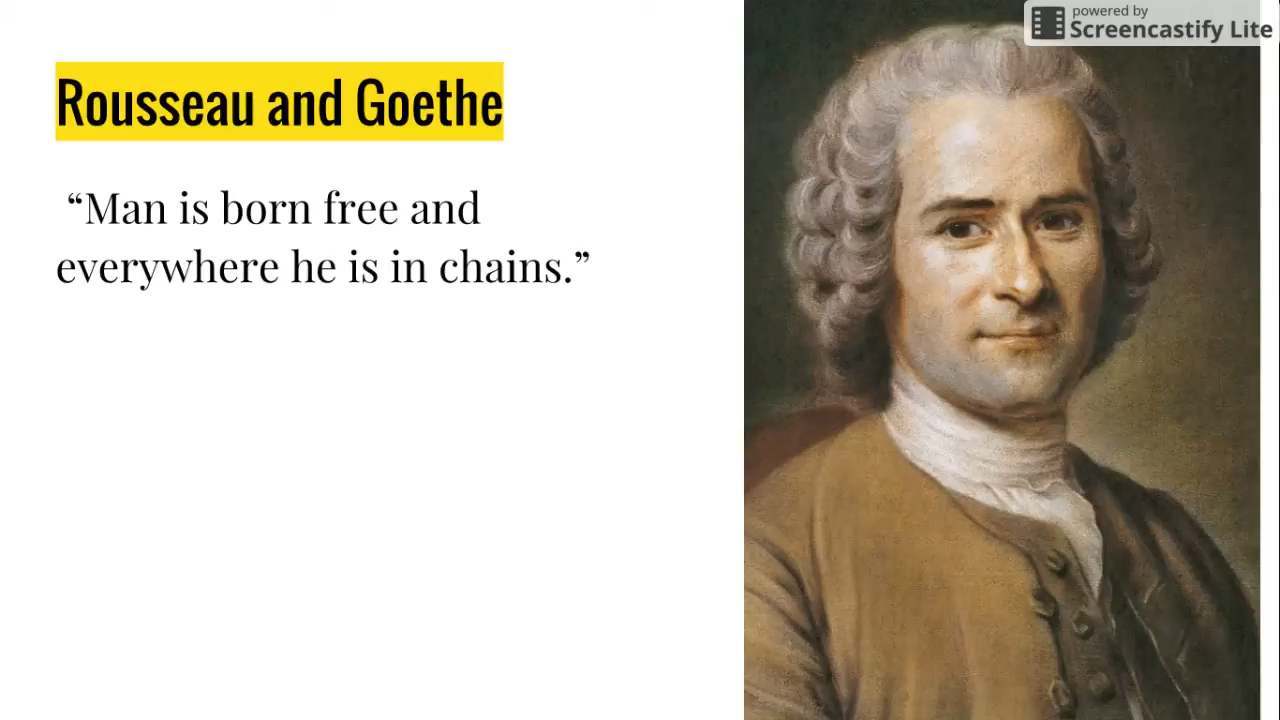 powered by
Screencastify Lite
Rousseau and Goethe
“Man is born free and
everywhere he is in chains.”